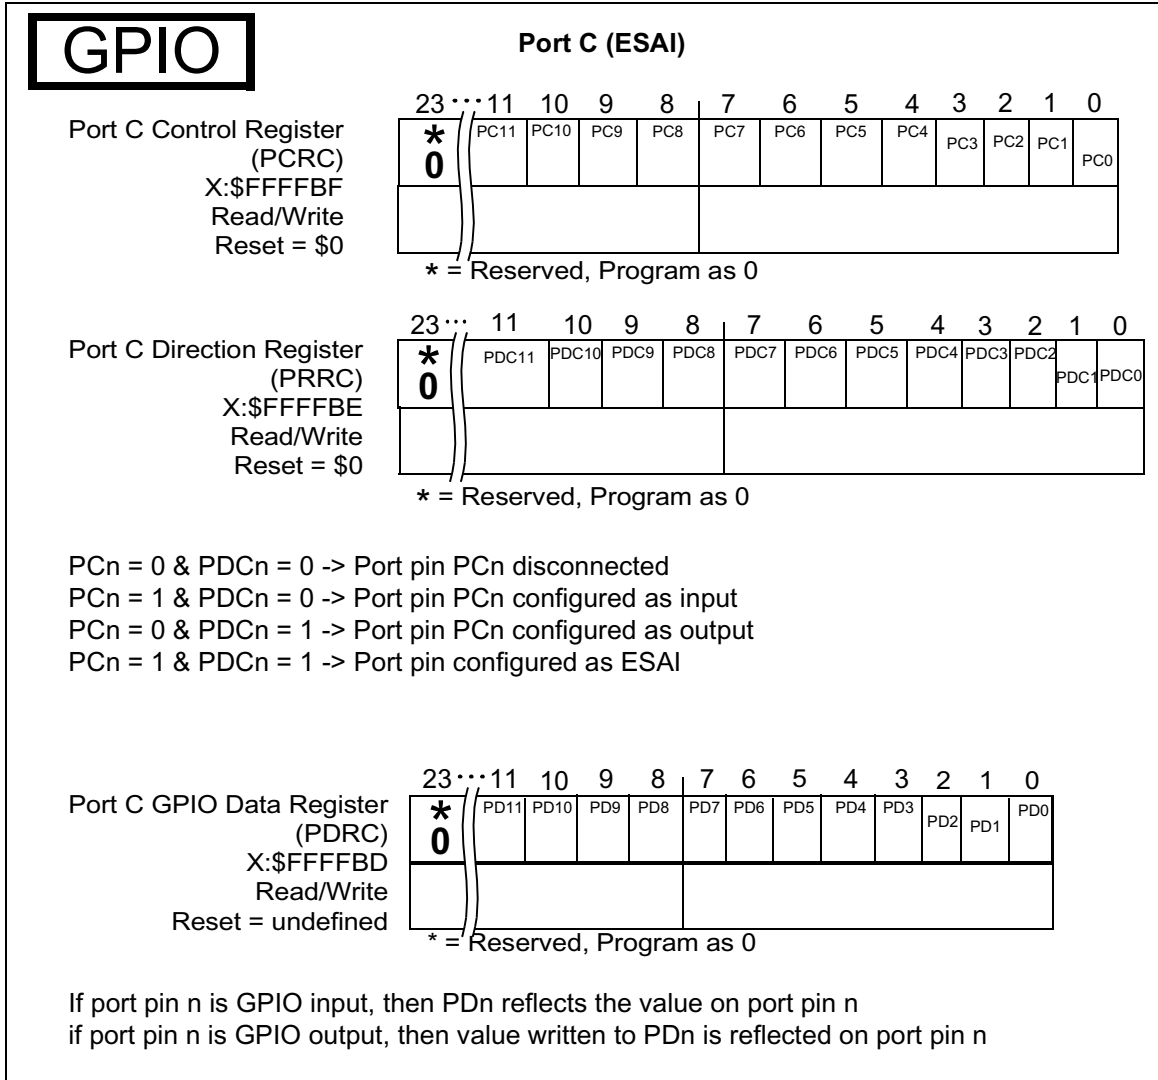 GPIO
Port C (ESAI)
23 ··· 11 10 9 8 7 6 5 4 3 2 1 0
Port C Control Register
(PCRC)
X:$FFFFBF
Read/Write
Reset = $0
* 0 PC11 PC10 PC9 PC8 PC7 PC6 PC5 PC4 PC3 PC2 PC1 PC0
* = Reserved, Program as 0
23 ··· 11 10 9 8 7 6 5 4 3 2 1 0
Port C Direction Register
(PRRC)
X:$FFFFBE
Read/Write
Reset = $0
* 0 PDC11 PDC10 PDC9 PDC8 PDC7 PDC6 PDC5 PDC4 PDC3 PDC2 PDC1 PDC0
* = Reserved, Program as 0
PCn = 0 & PDCn = 0 -> Port pin PCn disconnected
PCn = 1 & PDCn = 0 -> Port pin PCn configured as input
PCn = 0 & PDCn = 1 -> Port pin PCn configured as output
PCn = 1 & PDCn = 1 -> Port pin configured as ESAI
23 ··· 11 10 9 8 7 6 5 4 3 2 1 0
Port C GPIO Data Register
(PDRC)
X:$FFFFBD
Read/Write
Reset = undefined
* 0 PD11 PD10 PD9 PD8 PD7 PD6 PD5 PD4 PD3 PD2 PD1 PD0
* = Reserved, Program as 0
If port pin n is GPIO input, then PDn reflects the value on port pin n
if port pin n is GPIO output, then value written to PDn is reflected on port pin n